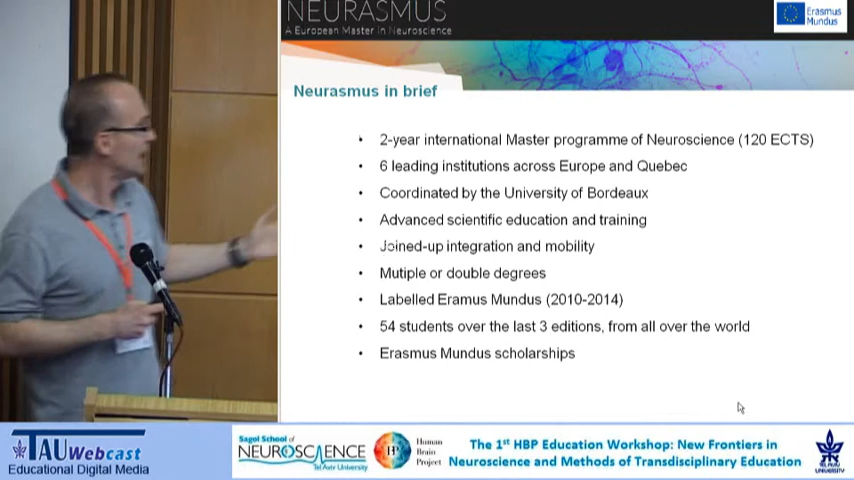 NEURASMUS
A European Master in Neuroscience
Erasmus
Mundus
Neurasmus in brief
• 2-year international Master programme of Neuroscience (120 ECTS)
• 6 leading institutions across Europe and Quebec
• Coordinated by the University of Bordeaux
• Advanced scientific education and training
• Joined-up integration and mobility
• Mutiple or double degrees
• Labelled Eramus Mundus (2010-2014)
• 54 students over the last 3 editions, from all over the world
• Erasmus Mundus scholarships
TAU Webcast
Educational Digital Media
Sagol School of
NEUROSCIENCE
Tel Aviv University
HBP
Human
Brain
Project
The 1st HBP Education Workshop: New Frontiers in
Neuroscience and Methods of Transdisciplinary Education
TEL AVIV
UNIVERSITY